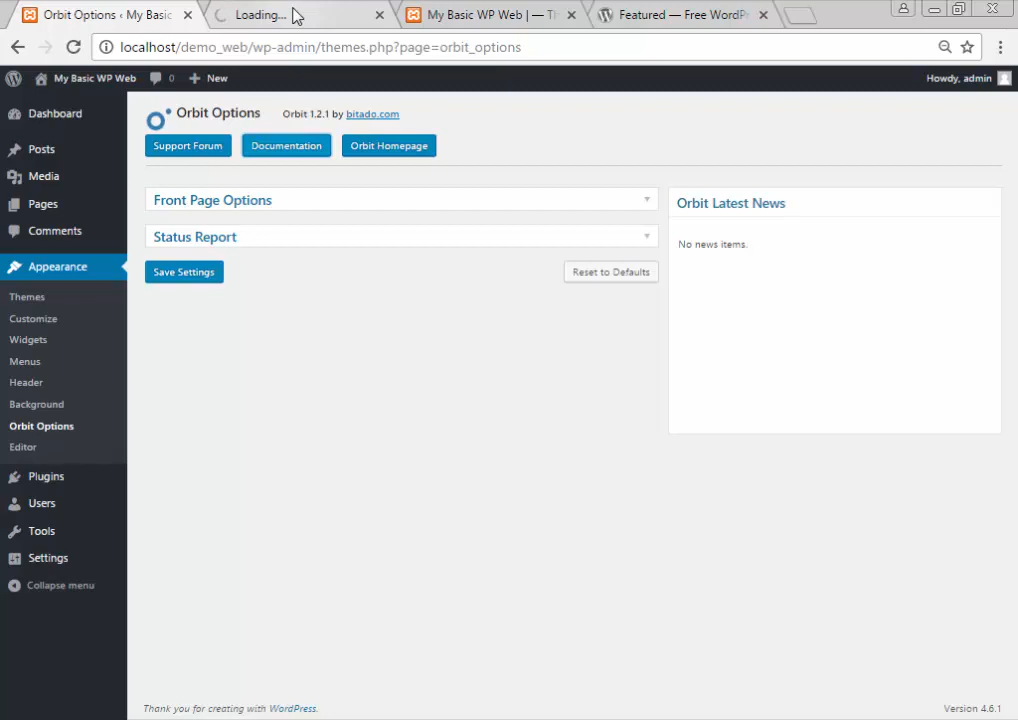 Orbit Options ‹ My Basic
Loading...
My Basic WP Web | — Th
Featured — Free WordPr
localhost/demo_web/wp-admin/themes.php?page=orbit_options
My Basic WP Web 0 New Howdy, admin
Dashboard
Posts
Media
Pages
Comments
Appearance
Themes
Customize
Widgets
Menus
Header
Background
Orbit Options
Editor
Plugins
Users
Tools
Settings
Collapse menu
Orbit Options Orbit 1.2.1 by bitado.com
Support Forum Documentation Orbit Homepage
Front Page Options
Status Report
Save Settings Reset to Defaults
Orbit Latest News
No news items.
Thank you for creating with WordPress. Version 4.6.1